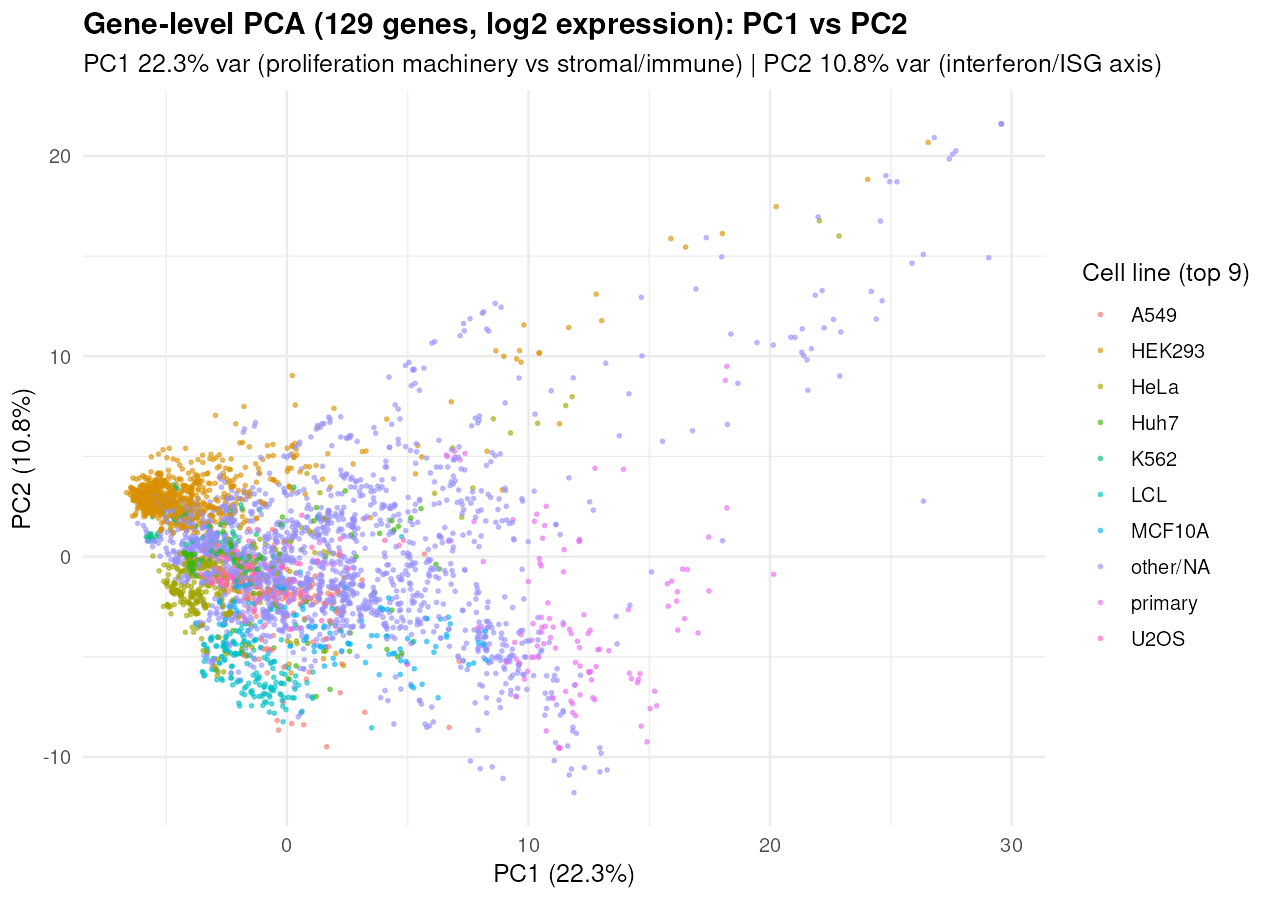 Gene-level PCA (129 genes, log2 expression): PC1 vs PC2
PC1 22.3% var (proliferation machinery vs stromal/immune) | PC2 10.8% var (interferon/ISG axis)
PC2 (10.8%)
20
10
0
-10
0
10
20
30
PC1 (22.3%)
Cell line (top 9)
A549
HEK293
HeLa
Huh7
K562
LCL
MCF10A
other/NA
primary
U2OS